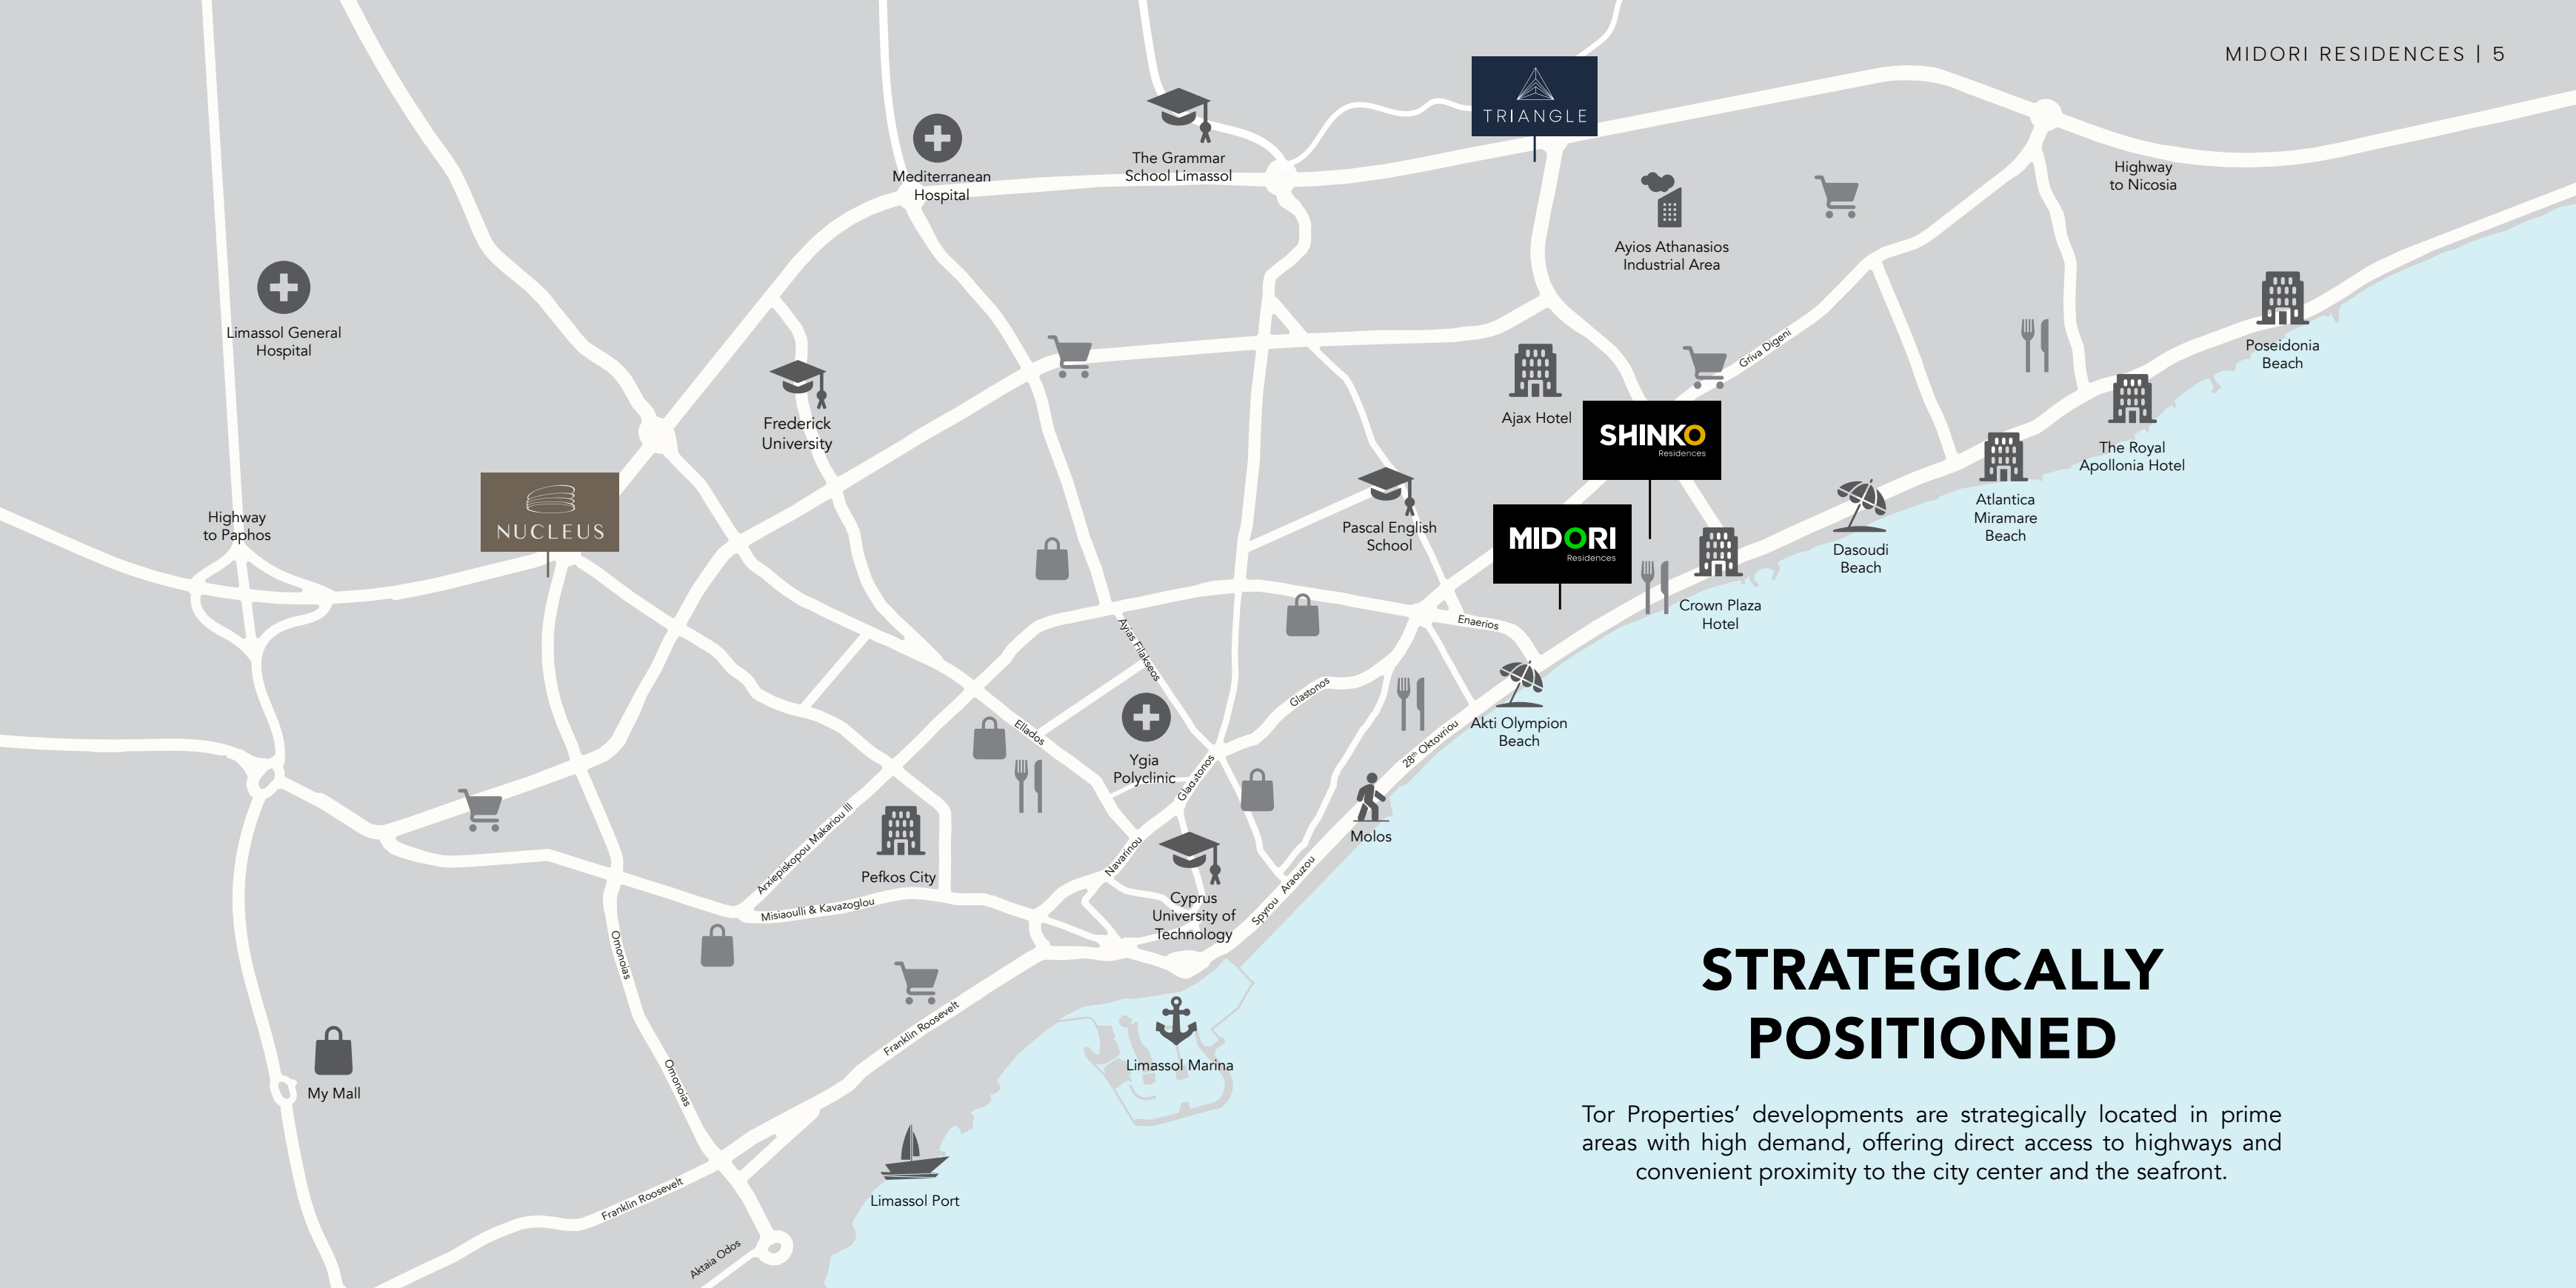 MIDORI RESIDENCES | 5
TRIANGLE
The Grammar
School Limassol
Mediterranean
Hospital
Highway
to Nicosia
Ayios Athanasios
Industrial Area
Limassol General
Hospital
Griva Digeni
Poseidonia
Beach
Frederick
University
Ajax Hotel
SHINKO
Residences
The Royal
Apollonia Hotel
Highway
to Paphos
NUCLEUS
Pascal English
School
MIDORI
Residences
Atlantica
Miramare
Beach
Dasoudi
Beach
Crown Plaza
Hotel
Enaerios
Ayias Filakseos
Glastonos
Ellados
Akti Olympion
Beach
28th Oktovriou
Ygia
Polyclinic
Gladstonos
Molos
Arxiepiskopou Makariou III
Navarinou
Pefkos City
Misiaoulli & Kavazoglou
Cyprus
University of
Technology
Spyrou Araouzou
Omonoias
Franklin Roosevelt
Limassol Marina
My Mall
Omonoias
Limassol Port
Franklin Roosevelt
Aktaia Odos
STRATEGICALLY
POSITIONED
Tor Properties’ developments are strategically located in prime
areas with high demand, offering direct access to highways and
convenient proximity to the city center and the seafront.